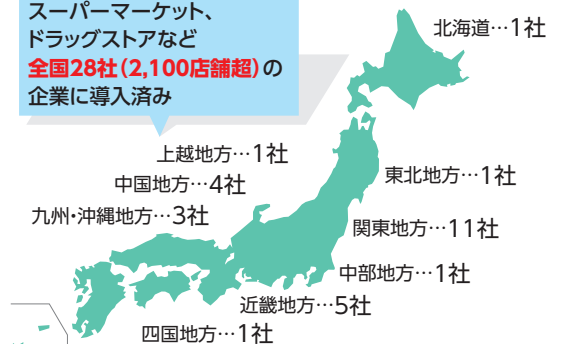 スーパーマーケット、
ドラッグストアなど
全国28社(2,100店舗超)の
企業に導入済み
北海道…1社
上越地方…1社
中国地方…4社
九州・沖縄地方…3社
東北地方…1社
関東地方…11社
中部地方…1社
近畿地方…5社
四国地方…1社